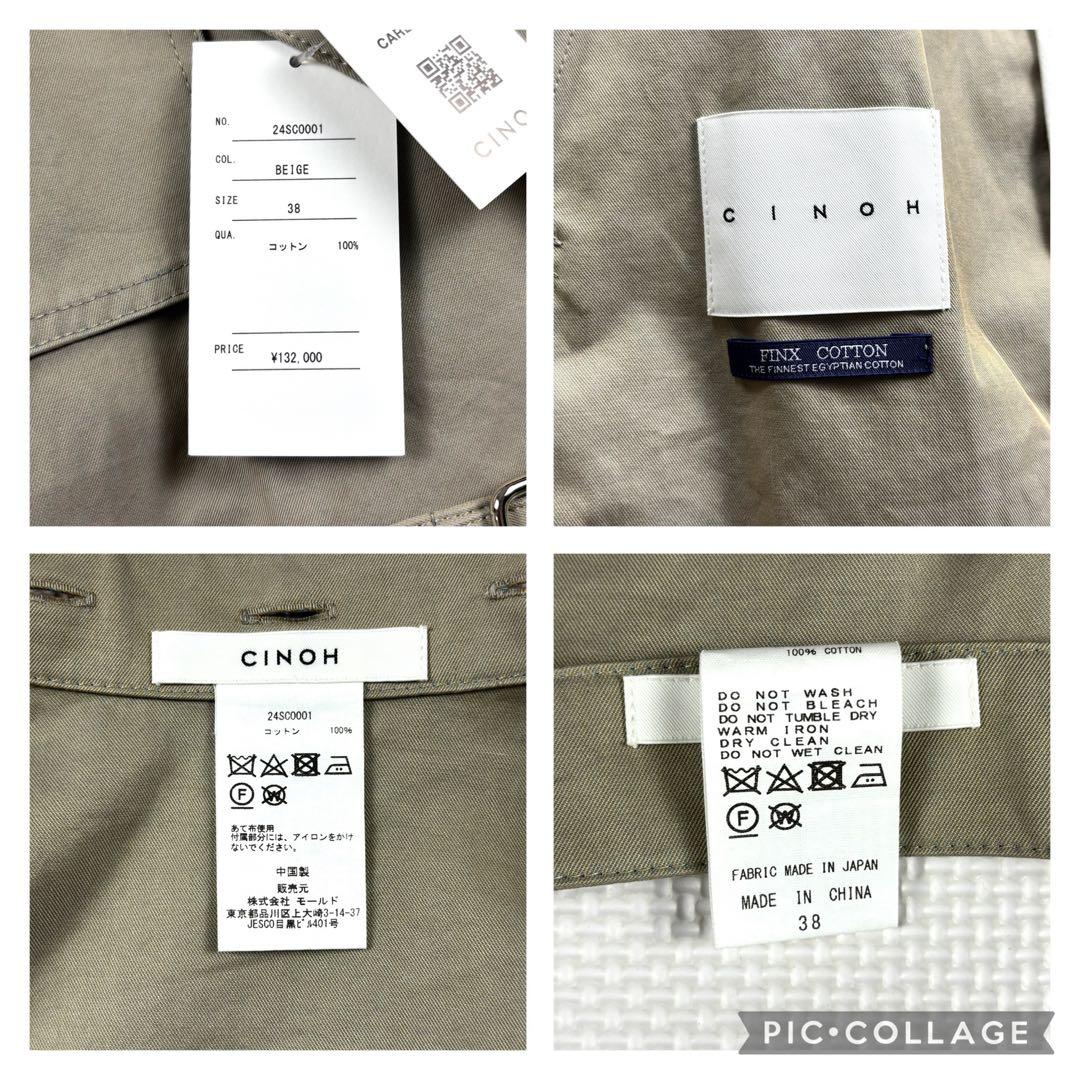 NO. 24SC0001
COL. BEIGE
SIZE 38
QUA. コットン 100%
PRICE ¥132,000
CINO
C I N O H
FINX COTTON
THE FINNEST EGYPTIAN COTTON
CINOH
24SC0001
コットン 100%
F W
あて布使用
付属部分には、アイロンをかけ
ないでください。
中国製
販売元
株式会社 モールド
東京都品川区上大崎3-14-37
JESCO目黒ビル401号
100% COTTON
DO NOT WASH
DO NOT BLEACH
DO NOT TUMBLE DRY
WARM IRON
DRY CLEAN
DO NOT WET CLEAN
F W
FABRIC MADE IN JAPAN
MADE IN CHINA
38
PIC•COLLAGE